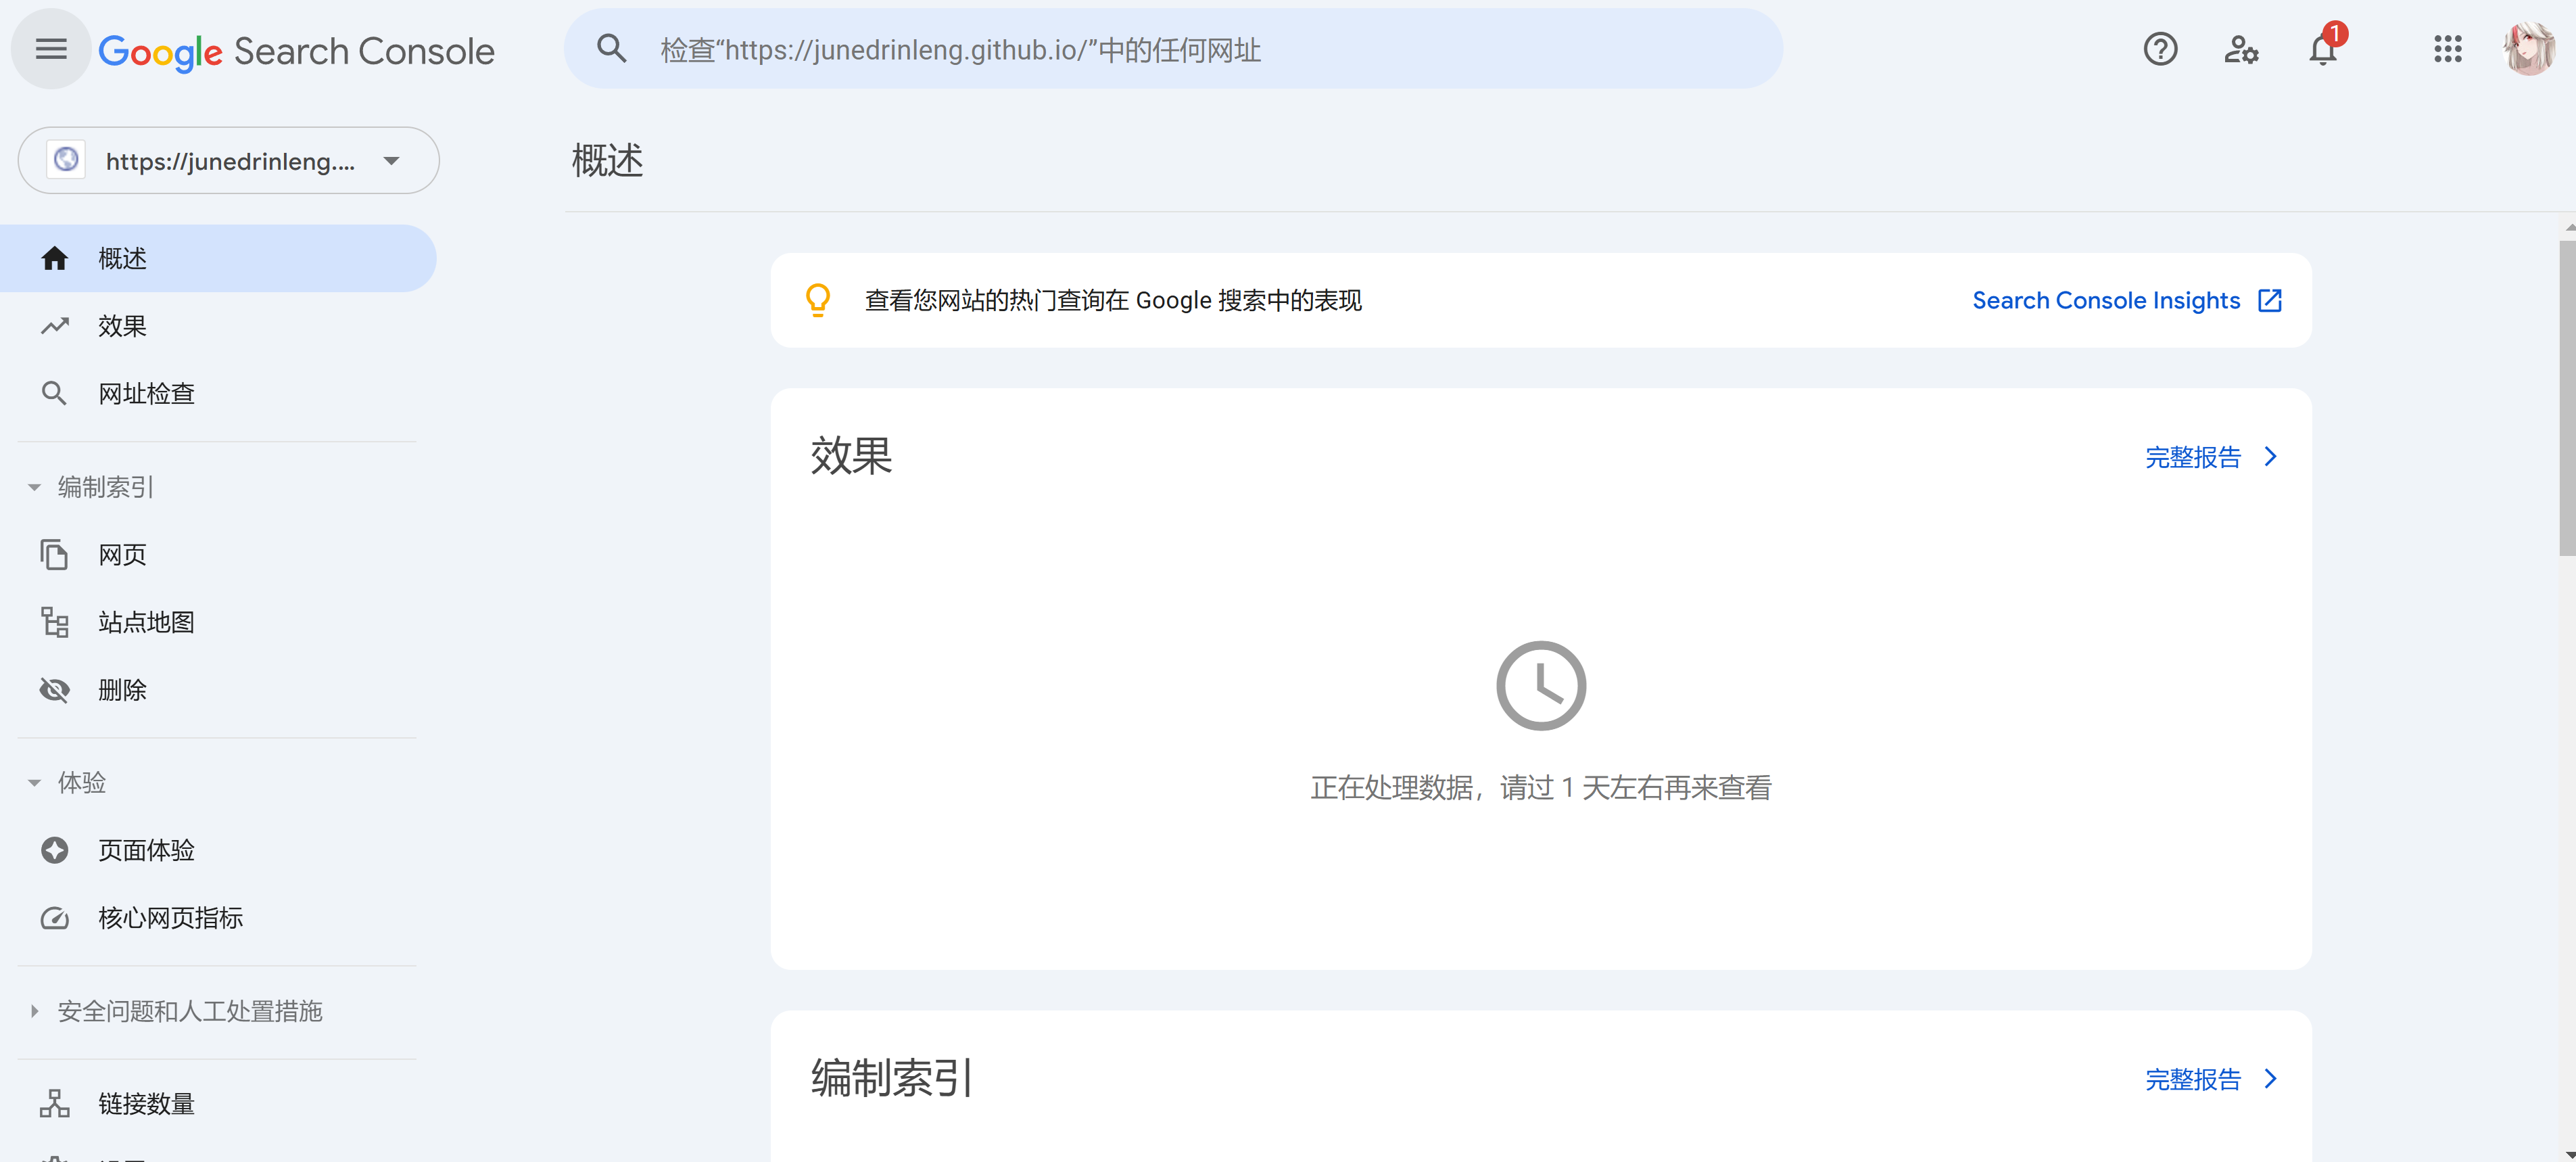 Google Search Console
检查“https://junedrinleng.github.io/”中的任何网址
1
https://junedrinleng....
概述
效果
网址检查
编制索引
网页
站点地图
删除
体验
页面体验
核心网页指标
安全问题和人工处置措施
链接数量
概述
查看您网站的热门查询在 Google 搜索中的表现
Search Console Insights
效果
完整报告
正在处理数据，请过 1 天左右再来查看
编制索引
完整报告